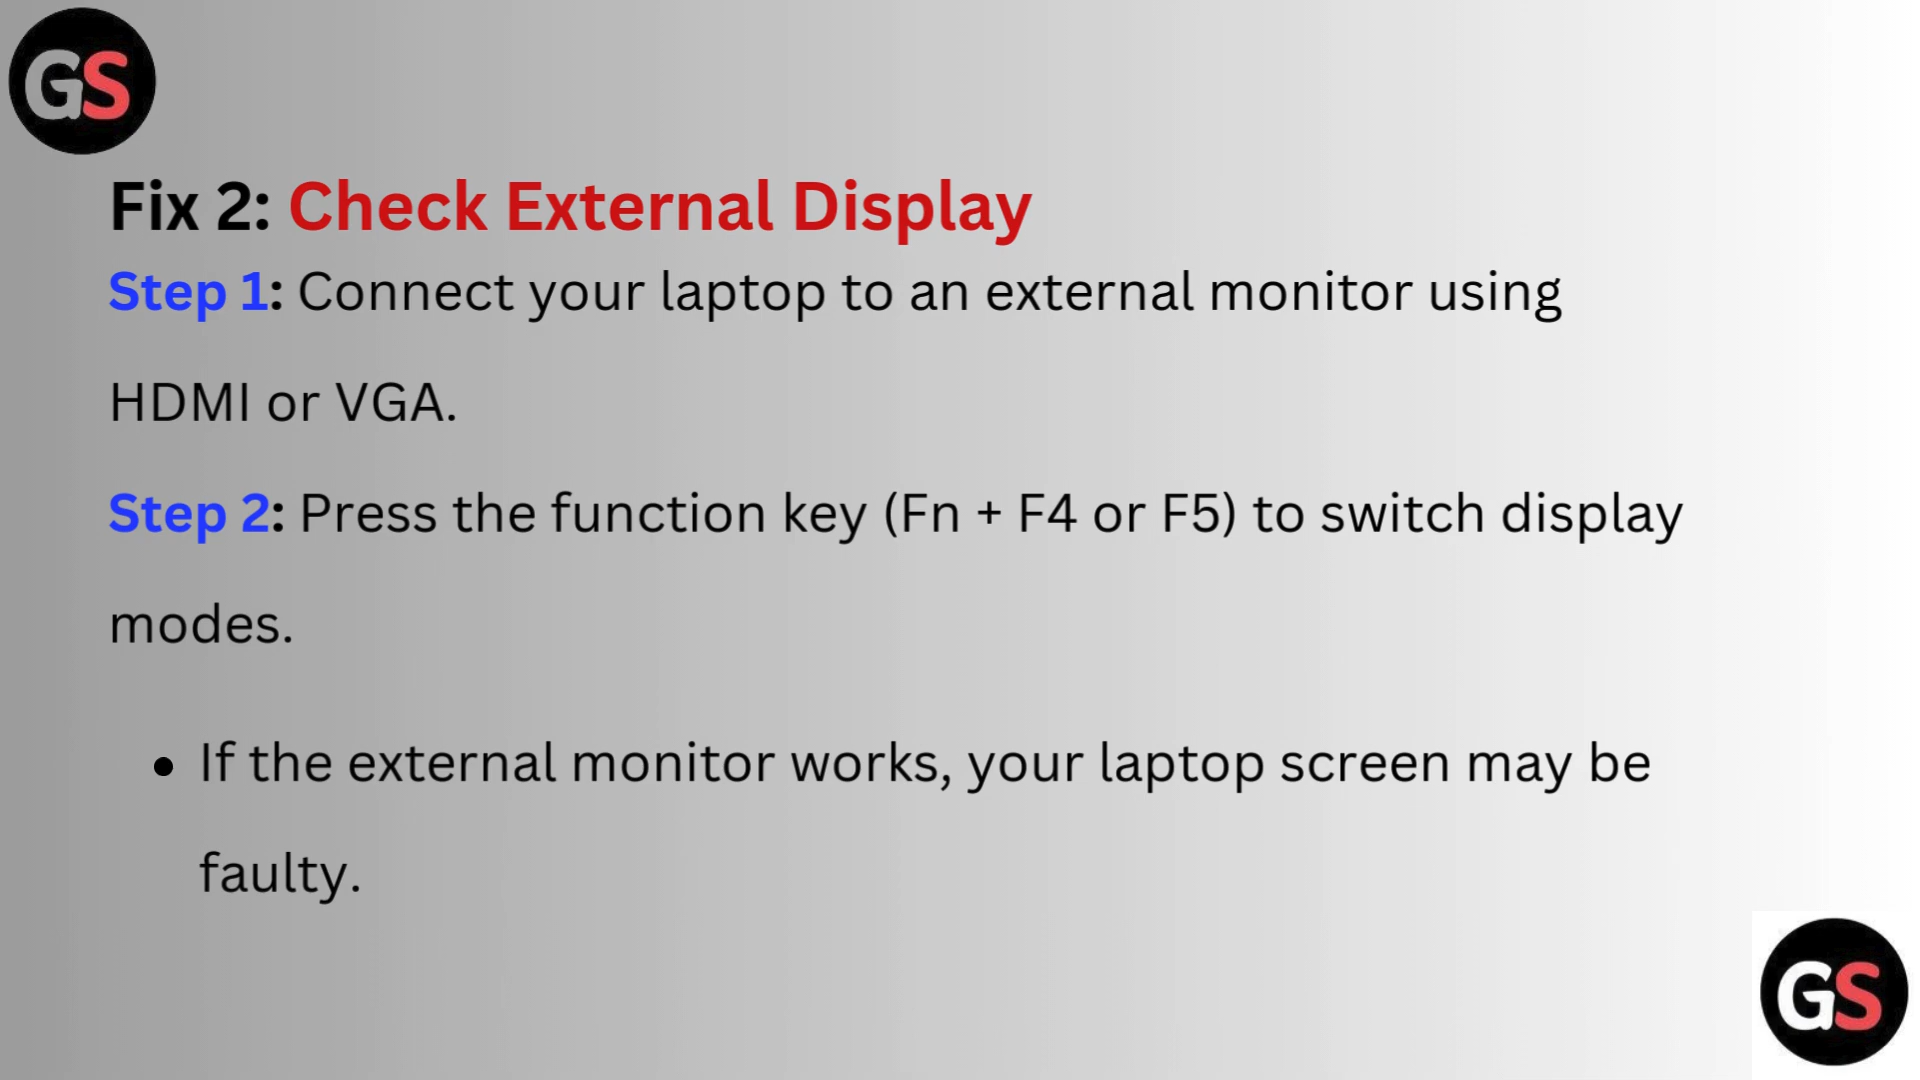 GS
Fix 2: Check External Display
Step 1: Connect your laptop to an external monitor using
HDMI or VGA.
Step 2: Press the function key (Fn + F4 or F5) to switch display
modes.
• If the external monitor works, your laptop screen may be
faulty.
GS